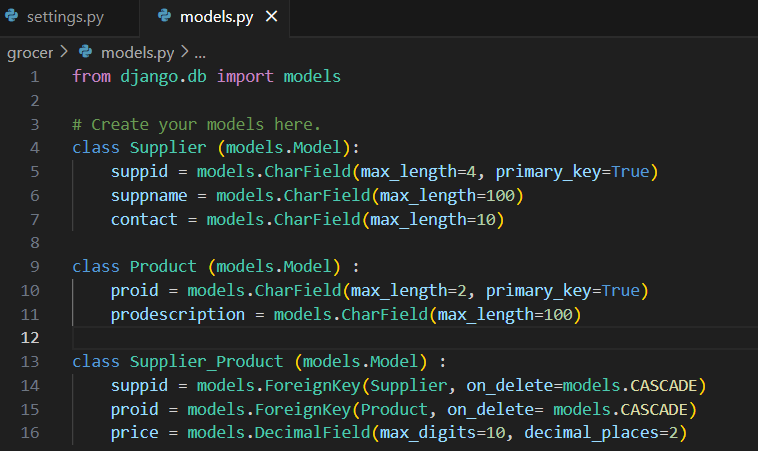 settings.py models.py ×
grocer > models.py > ...
1 from django.db import models
2
3 # Create your models here.
4 class Supplier (models.Model):
5 suppid = models.CharField(max_length=4, primary_key=True)
6 suppname = models.CharField(max_length=100)
7 contact = models.CharField(max_length=10)
8
9 class Product (models.Model) :
10 proid = models.CharField(max_length=2, primary_key=True)
11 prodescription = models.CharField(max_length=100)
12
13 class Supplier_Product (models.Model) :
14 suppid = models.ForeignKey(Supplier, on_delete=models.CASCADE)
15 proid = models.ForeignKey(Product, on_delete= models.CASCADE)
16 price = models.DecimalField(max_digits=10, decimal_places=2)